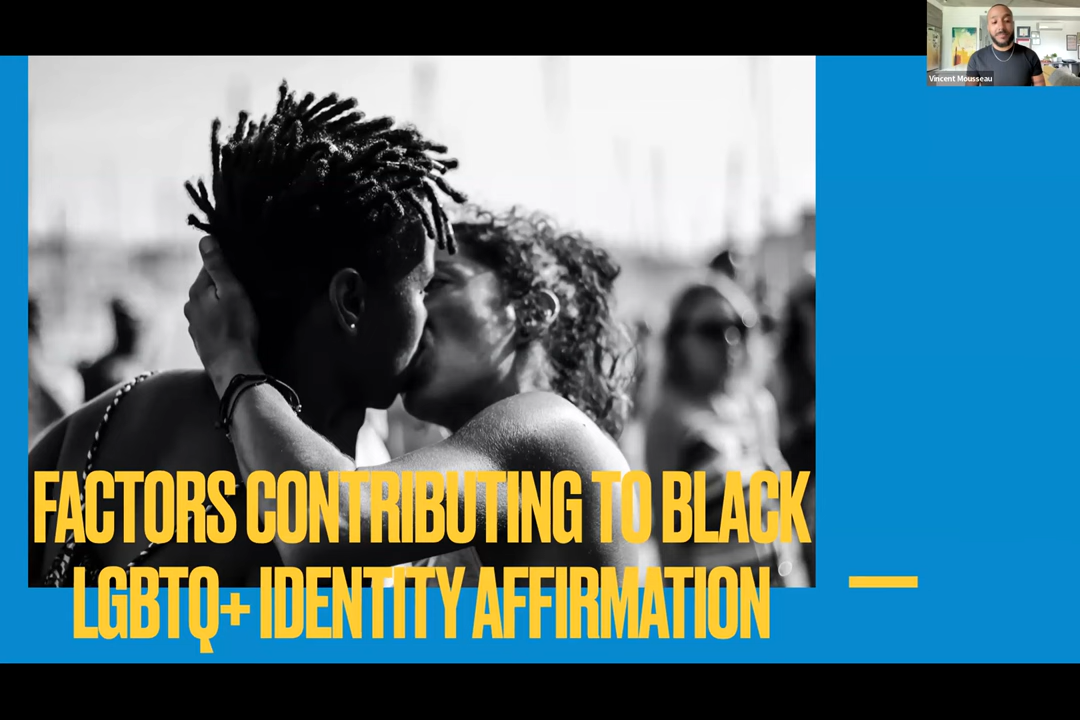 Vincent Mousseau
FACTORS CONTRIBUTING TO BLACK
LGBTQ+ IDENTITY AFFIRMATION